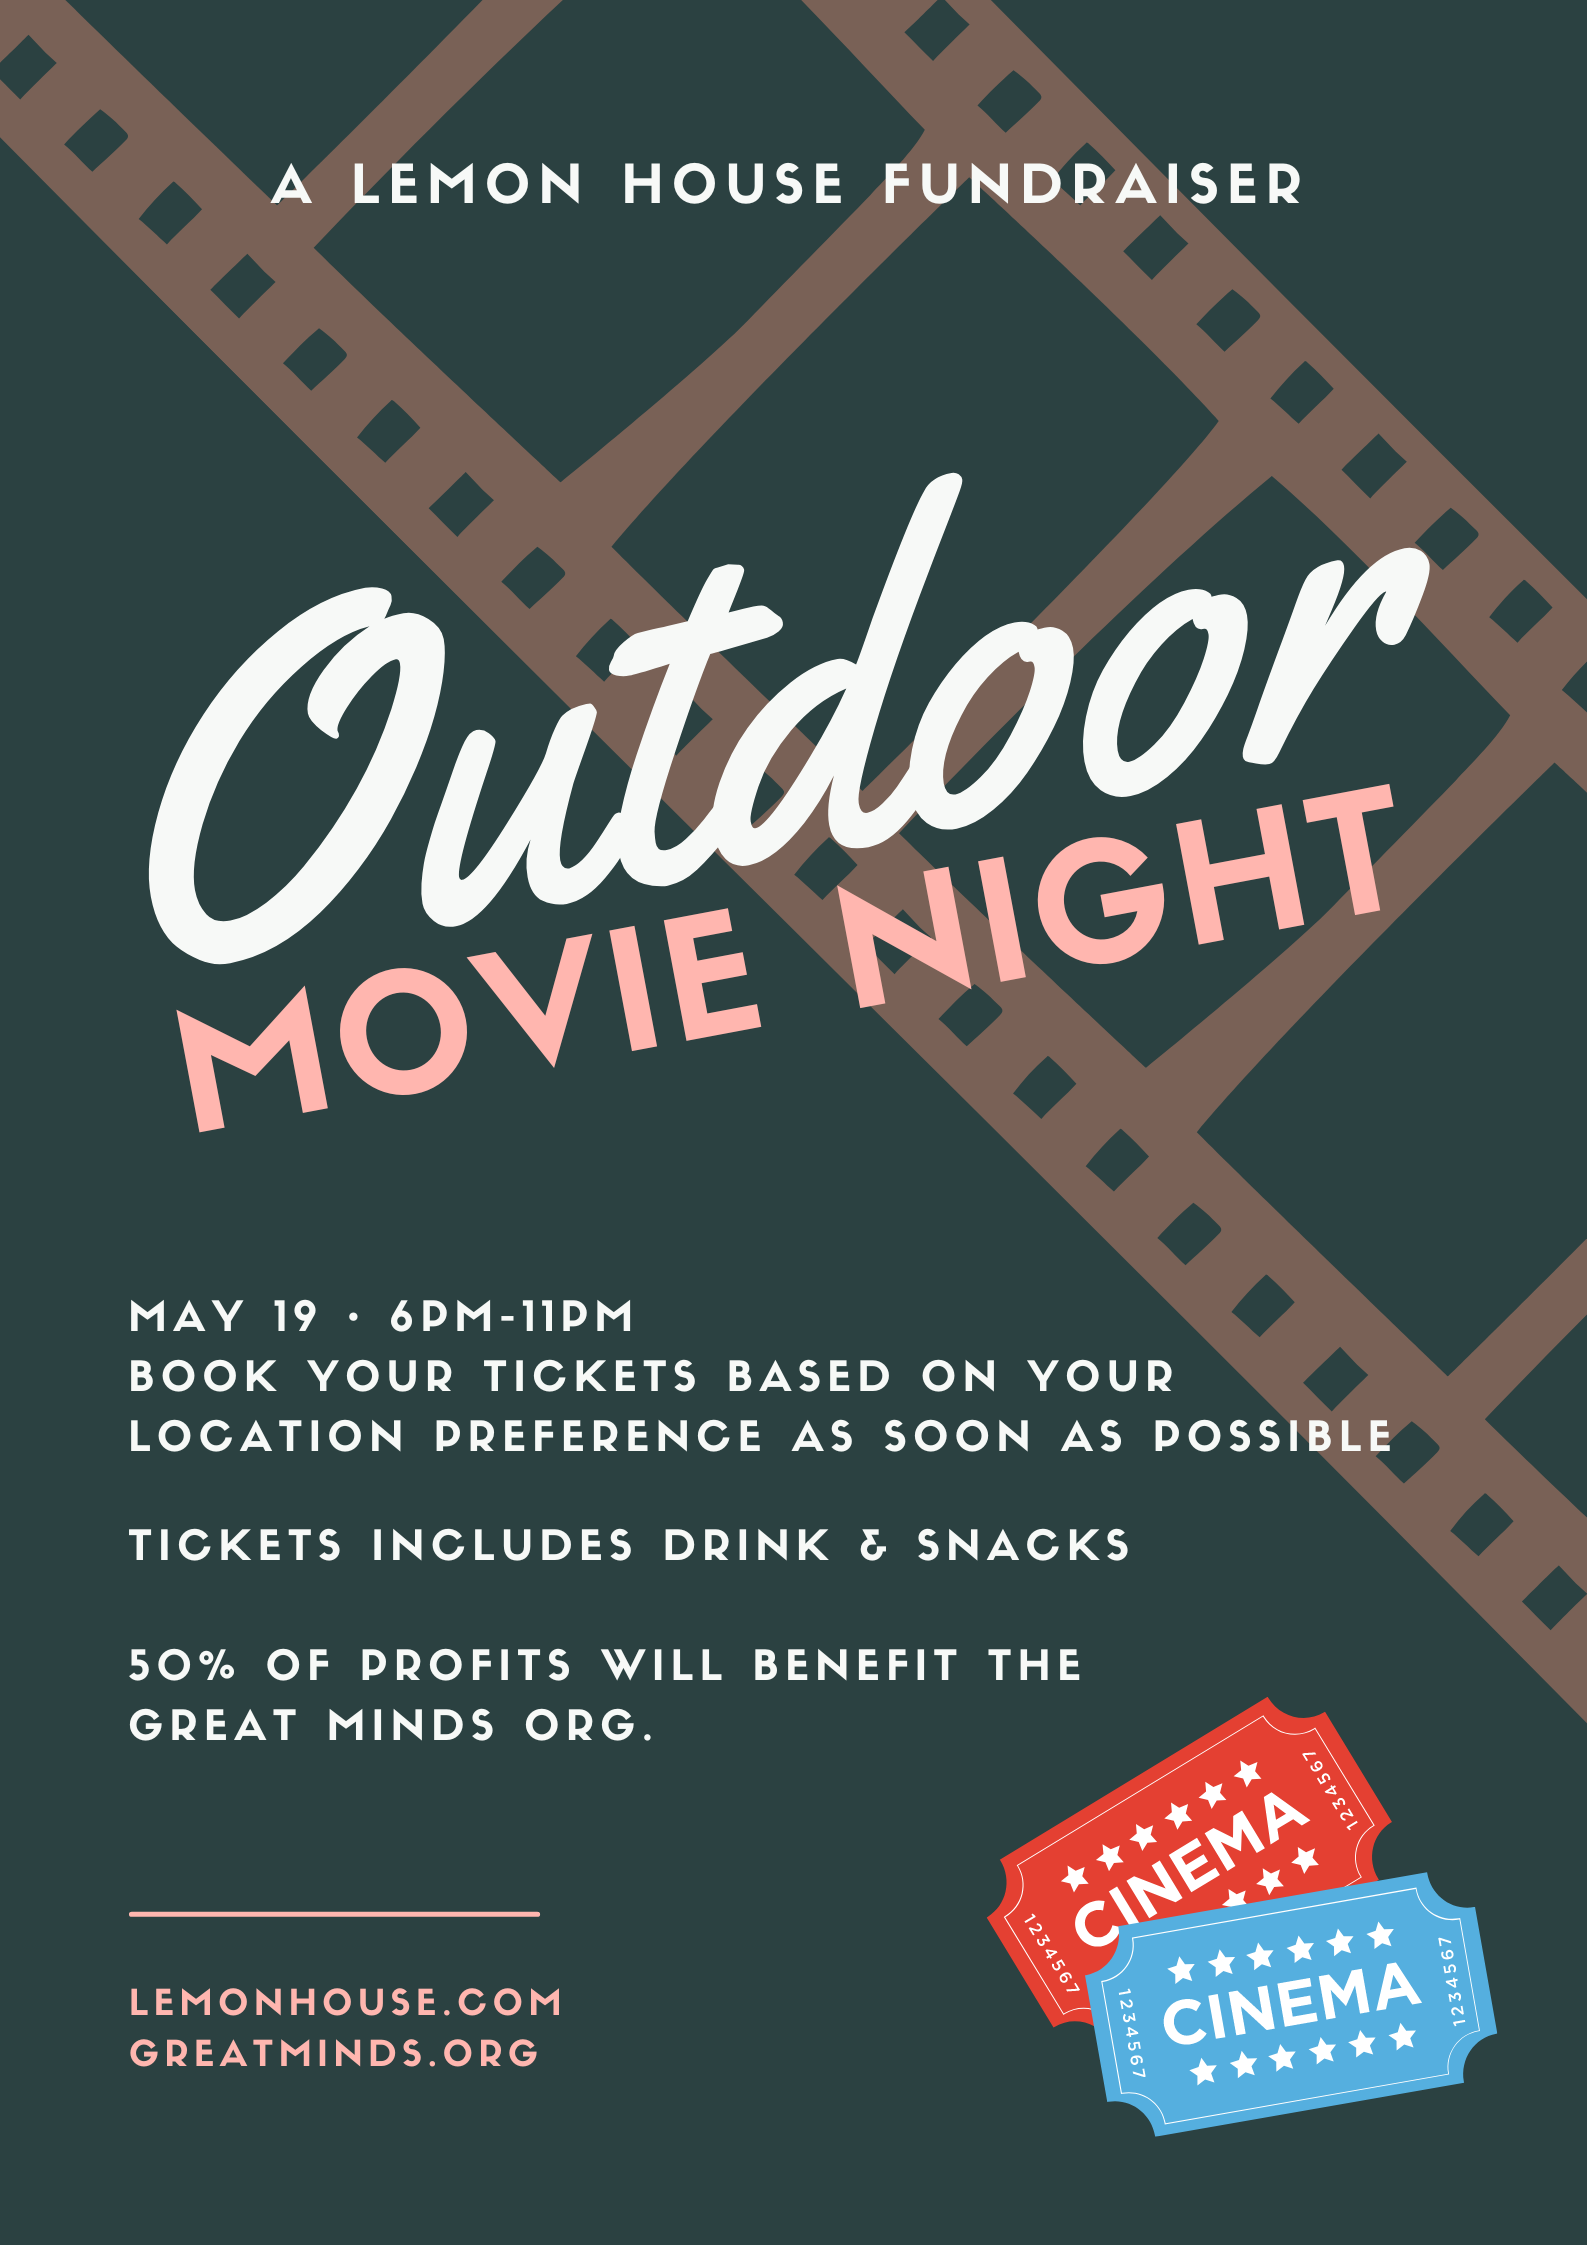 A LEMON HOUSE FUNDRAISER
Outdoor
MOVIE NIGHT
MAY 19 · 6PM-11PM
BOOK YOUR TICKETS BASED ON YOUR
LOCATION PREFERENCE AS SOON AS POSSIBLE
TICKETS INCLUDES DRINK & SNACKS
50% OF PROFITS WILL BENEFIT THE
GREAT MINDS ORG.
LEMONHOUSE.COM
GREATMINDS.ORG
1234567
CINEMA
1234567
1234567
CINEMA
1234567